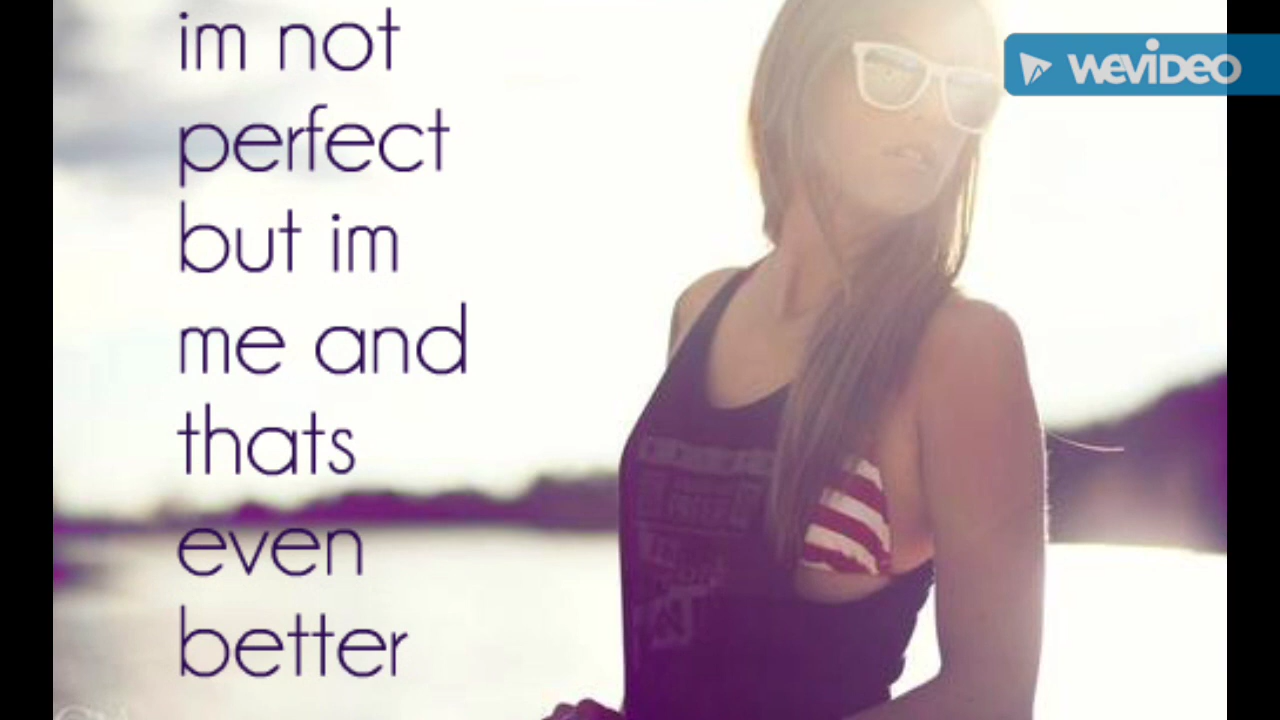 im not
perfect
but im
me and
thats
even
better
WEVIDEO